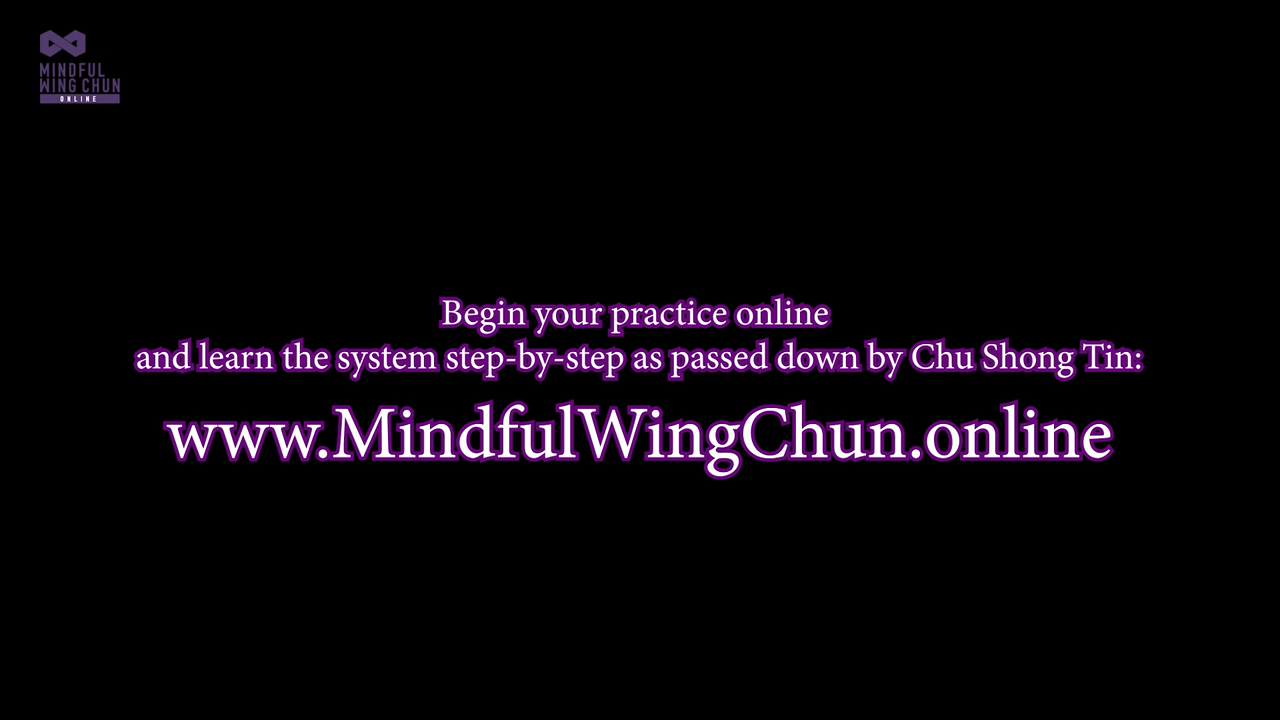 MINDFUL
WING CHUN
ONLINE
Begin your practice online
and learn the system step-by-step as passed down by Chu Shong Tin:
www.MindfulWingChun.online